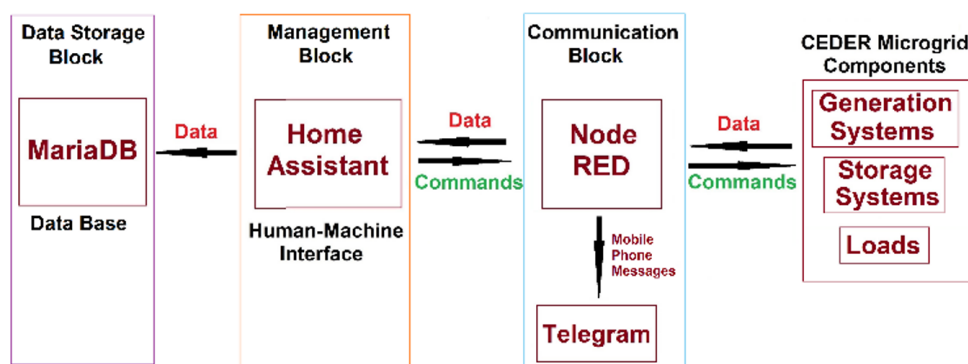 Data Storage
Block
MariaDB
Data Base
Data
Management
Block
Home
Assistant
Human-Machine
Interface
Data
Commands
Communication
Block
Node
RED
Mobile
Phone
Messages
Telegram
Data
Commands
CEDER Microgrid
Components
Generation
Systems
Storage
Systems
Loads